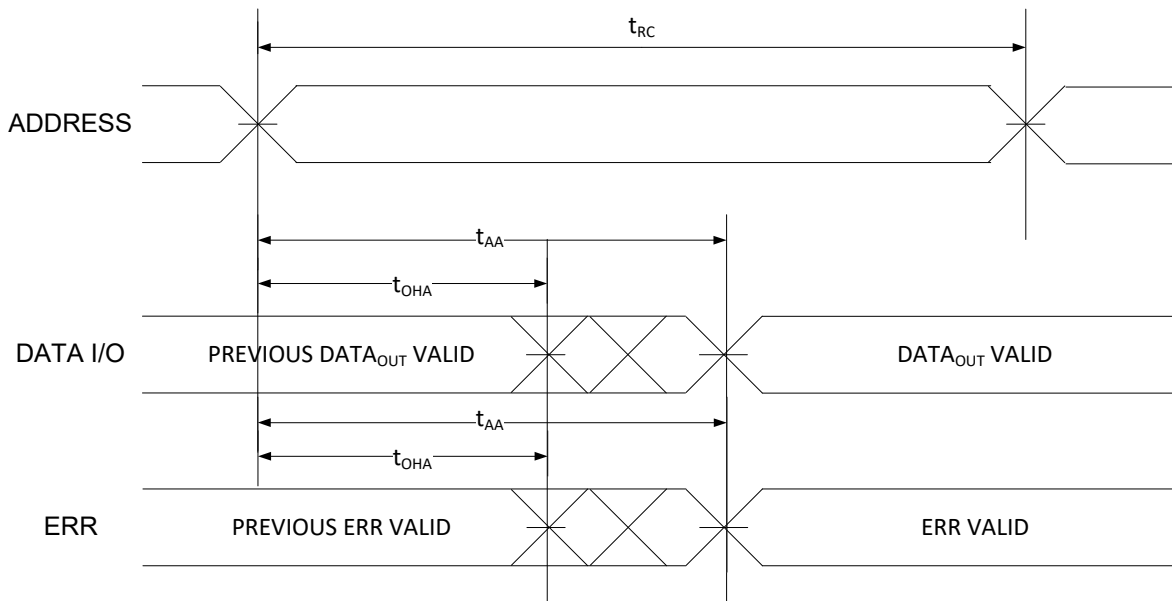 tRC
ADDRESS
tAA
tOHA
DATA I/O
PREVIOUS DATAOUT VALID
DATAOUT VALID
tAA
tOHA
ERR
PREVIOUS ERR VALID
ERR VALID